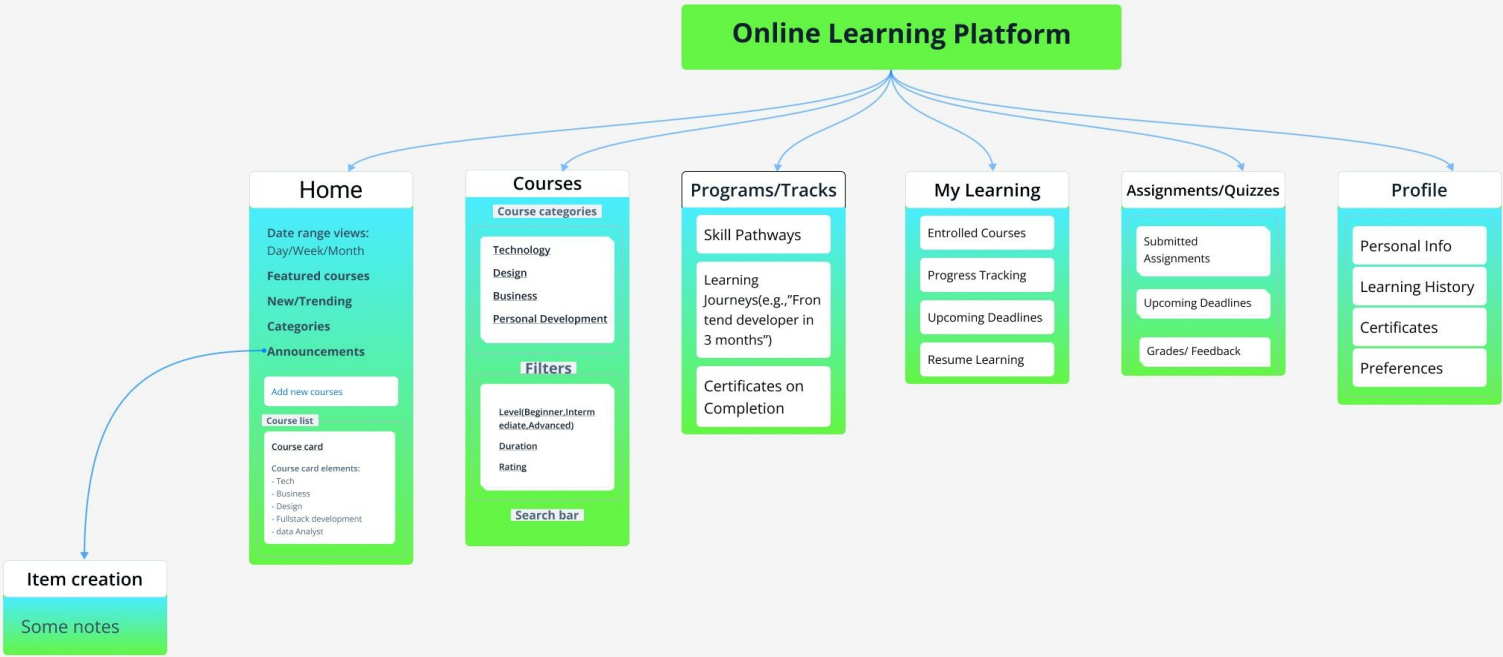 Online Learning Platform
Home
Date range views:
Day/Week/Month
Featured courses
New/Trending
Categories
Announcements
Add new courses
Course list
Course card
Course card elements:
- Tech
- Business
- Design
- Fullstack development
- data Analyst
Item creation
Some notes
Courses
Course categories
Technology
Design
Business
Personal Development
Filters
Level(Beginner,Interm
ediate,Advanced)
Duration
Rating
Search bar
Programs/Tracks
Skill Pathways
Learning
Journeys(e.g.,”Fron
tend developer in
3 months”)
Certificates on
Completion
My Learning
Entrolled Courses
Progress Tracking
Upcoming Deadlines
Resume Learning
Assignments/Quizzes
Submitted
Assignments
Upcoming Deadlines
Grades/ Feedback
Profile
Personal Info
Learning History
Certificates
Preferences